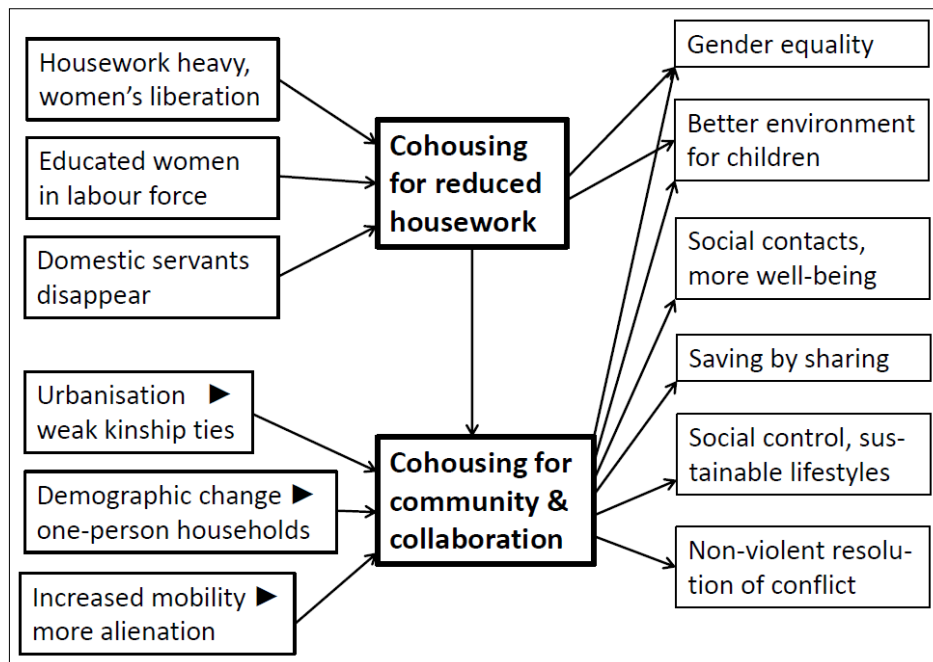 Housework heavy,
women's liberation
Educated women
in labour force
Domestic servants
disappear
Urbanisation ►
weak kinship ties
Demographic change ►
one-person households
Increased mobility ►
more alienation
Cohousing
for reduced
housework
Cohousing for
community &
collaboration
Gender equality
Better environment
for children
Social contacts,
more well-being
Saving by sharing
Social control, sus-
tainable lifestyles
Non-violent resolu-
tion of conflict